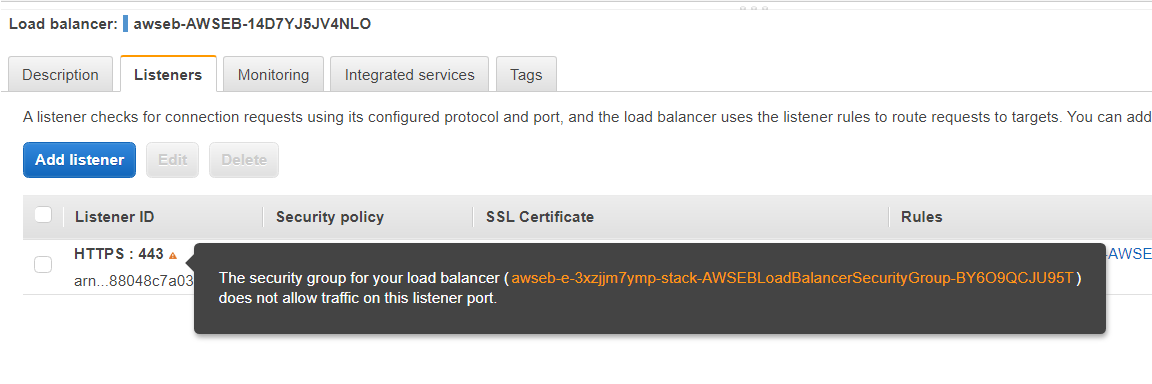 Load balancer: awseb-AWSEB-14D7YJ5JV4NLO
Description Listeners Monitoring Integrated services Tags
A listener checks for connection requests using its configured protocol and port, and the load balancer uses the listener rules to route requests to targets. You can add
Add listener Edit Delete
Listener ID Security policy SSL Certificate Rules
HTTPS : 443 -AWSE
arn...88048c7a03
The security group for your load balancer (awseb-e-3xzjjm7ymp-stack-AWSEBLoadBalancerSecurityGroup-BY6O9QCJU95T)
does not allow traffic on this listener port.